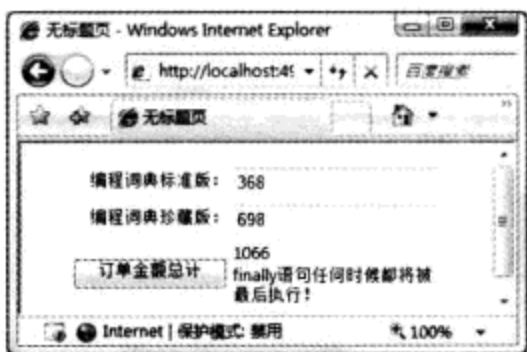 无标题页 - Windows Internet Explorer
http://localhost:49
百度搜索
无标题页
编程词典标准版： 368
编程词典珍藏版： 698
订单金额总计
1066
finally语句任何时候都将被
最后执行！
Internet | 保护模式: 禁用
100%